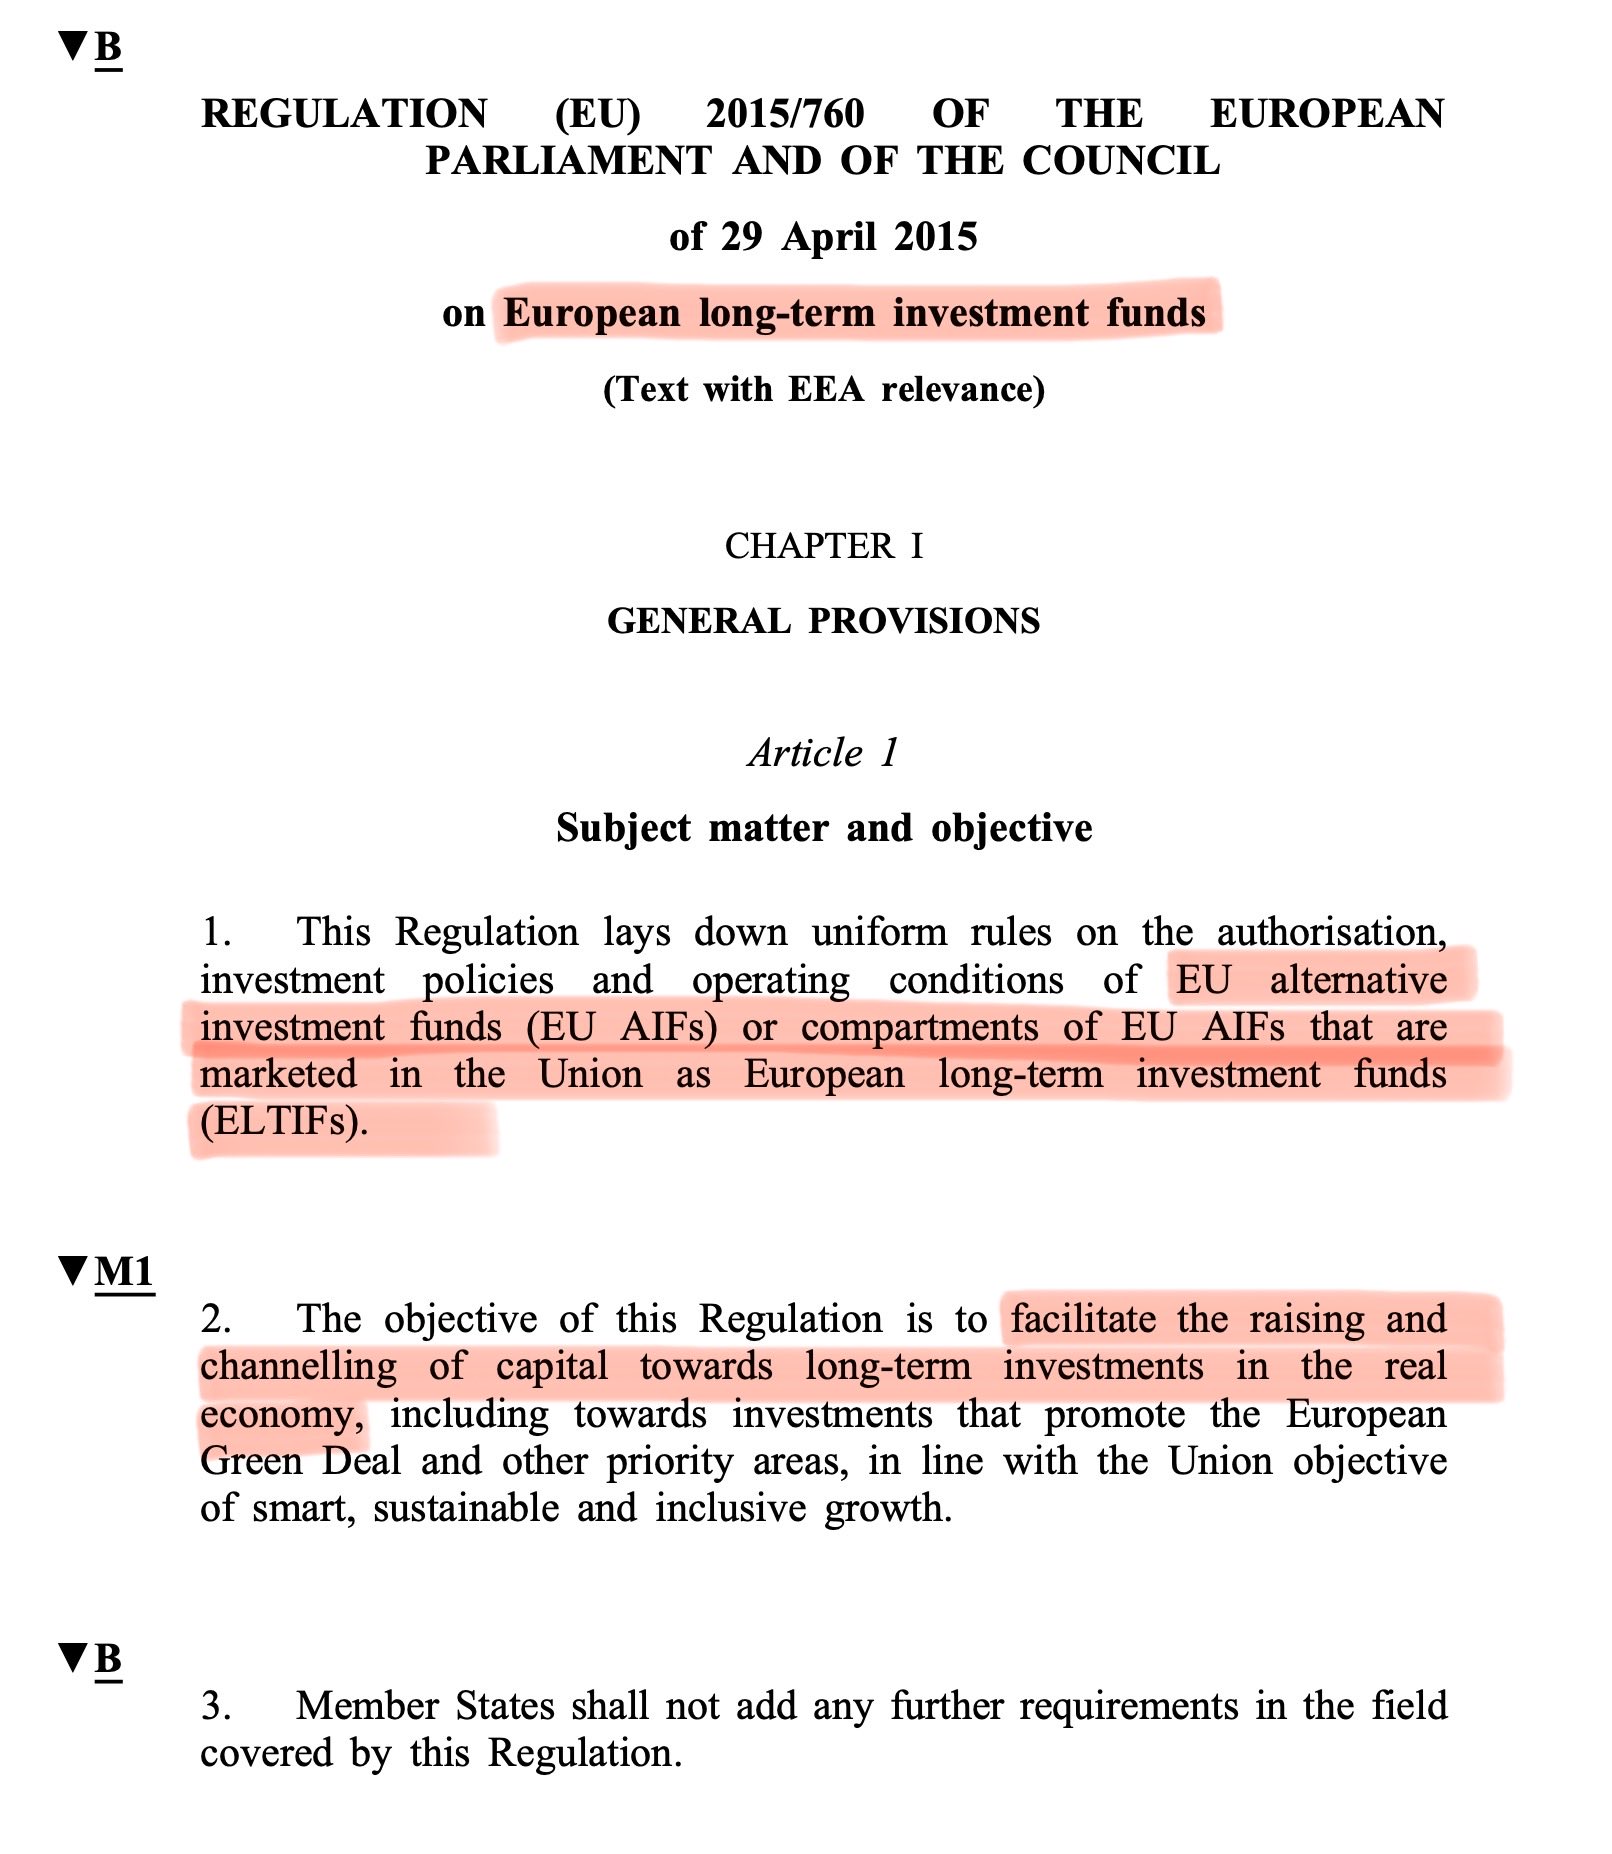 ▼B
REGULATION (EU) 2015/760 OF THE EUROPEAN
PARLIAMENT AND OF THE COUNCIL
of 29 April 2015
on European long-term investment funds
(Text with EEA relevance)
CHAPTER I
GENERAL PROVISIONS
Article 1
Subject matter and objective
1. This Regulation lays down uniform rules on the authorisation,
investment policies and operating conditions of EU alternative
investment funds (EU AIFs) or compartments of EU AIFs that are
marketed in the Union as European long-term investment funds
(ELTIFs).
▼M1
2. The objective of this Regulation is to facilitate the raising and
channelling of capital towards long-term investments in the real
economy, including towards investments that promote the European
Green Deal and other priority areas, in line with the Union objective
of smart, sustainable and inclusive growth.
▼B
3. Member States shall not add any further requirements in the field
covered by this Regulation.